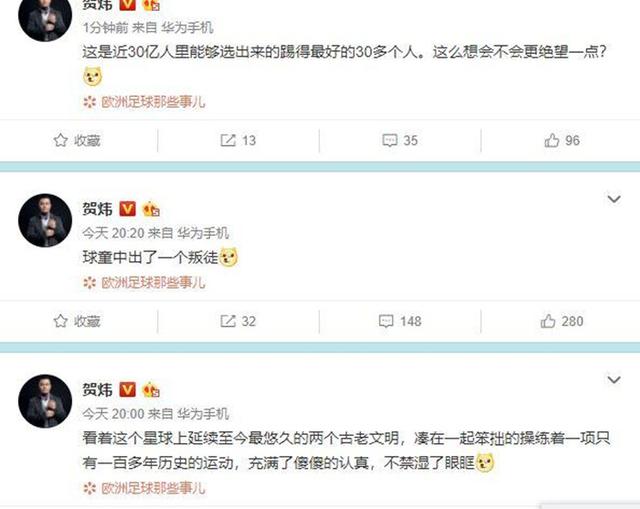 贺炜
1分钟前 来自 华为手机
这是近30亿人里能够选出来的踢得最好的30多个人。这么想会不会更绝望一点?
欧洲足球那些事儿
收藏 13 35 96
贺炜
今天 20:20 来自 华为手机
球童中出了一个叛徒
欧洲足球那些事儿
收藏 32 148 280
贺炜
今天 20:00 来自 华为手机
看着这个星球上延续至今最悠久的两个古老文明，凑在一起笨拙的操练着一项只
有一百多年历史的运动，充满了傻傻的认真，不禁湿了眼眶
欧洲足球那些事儿